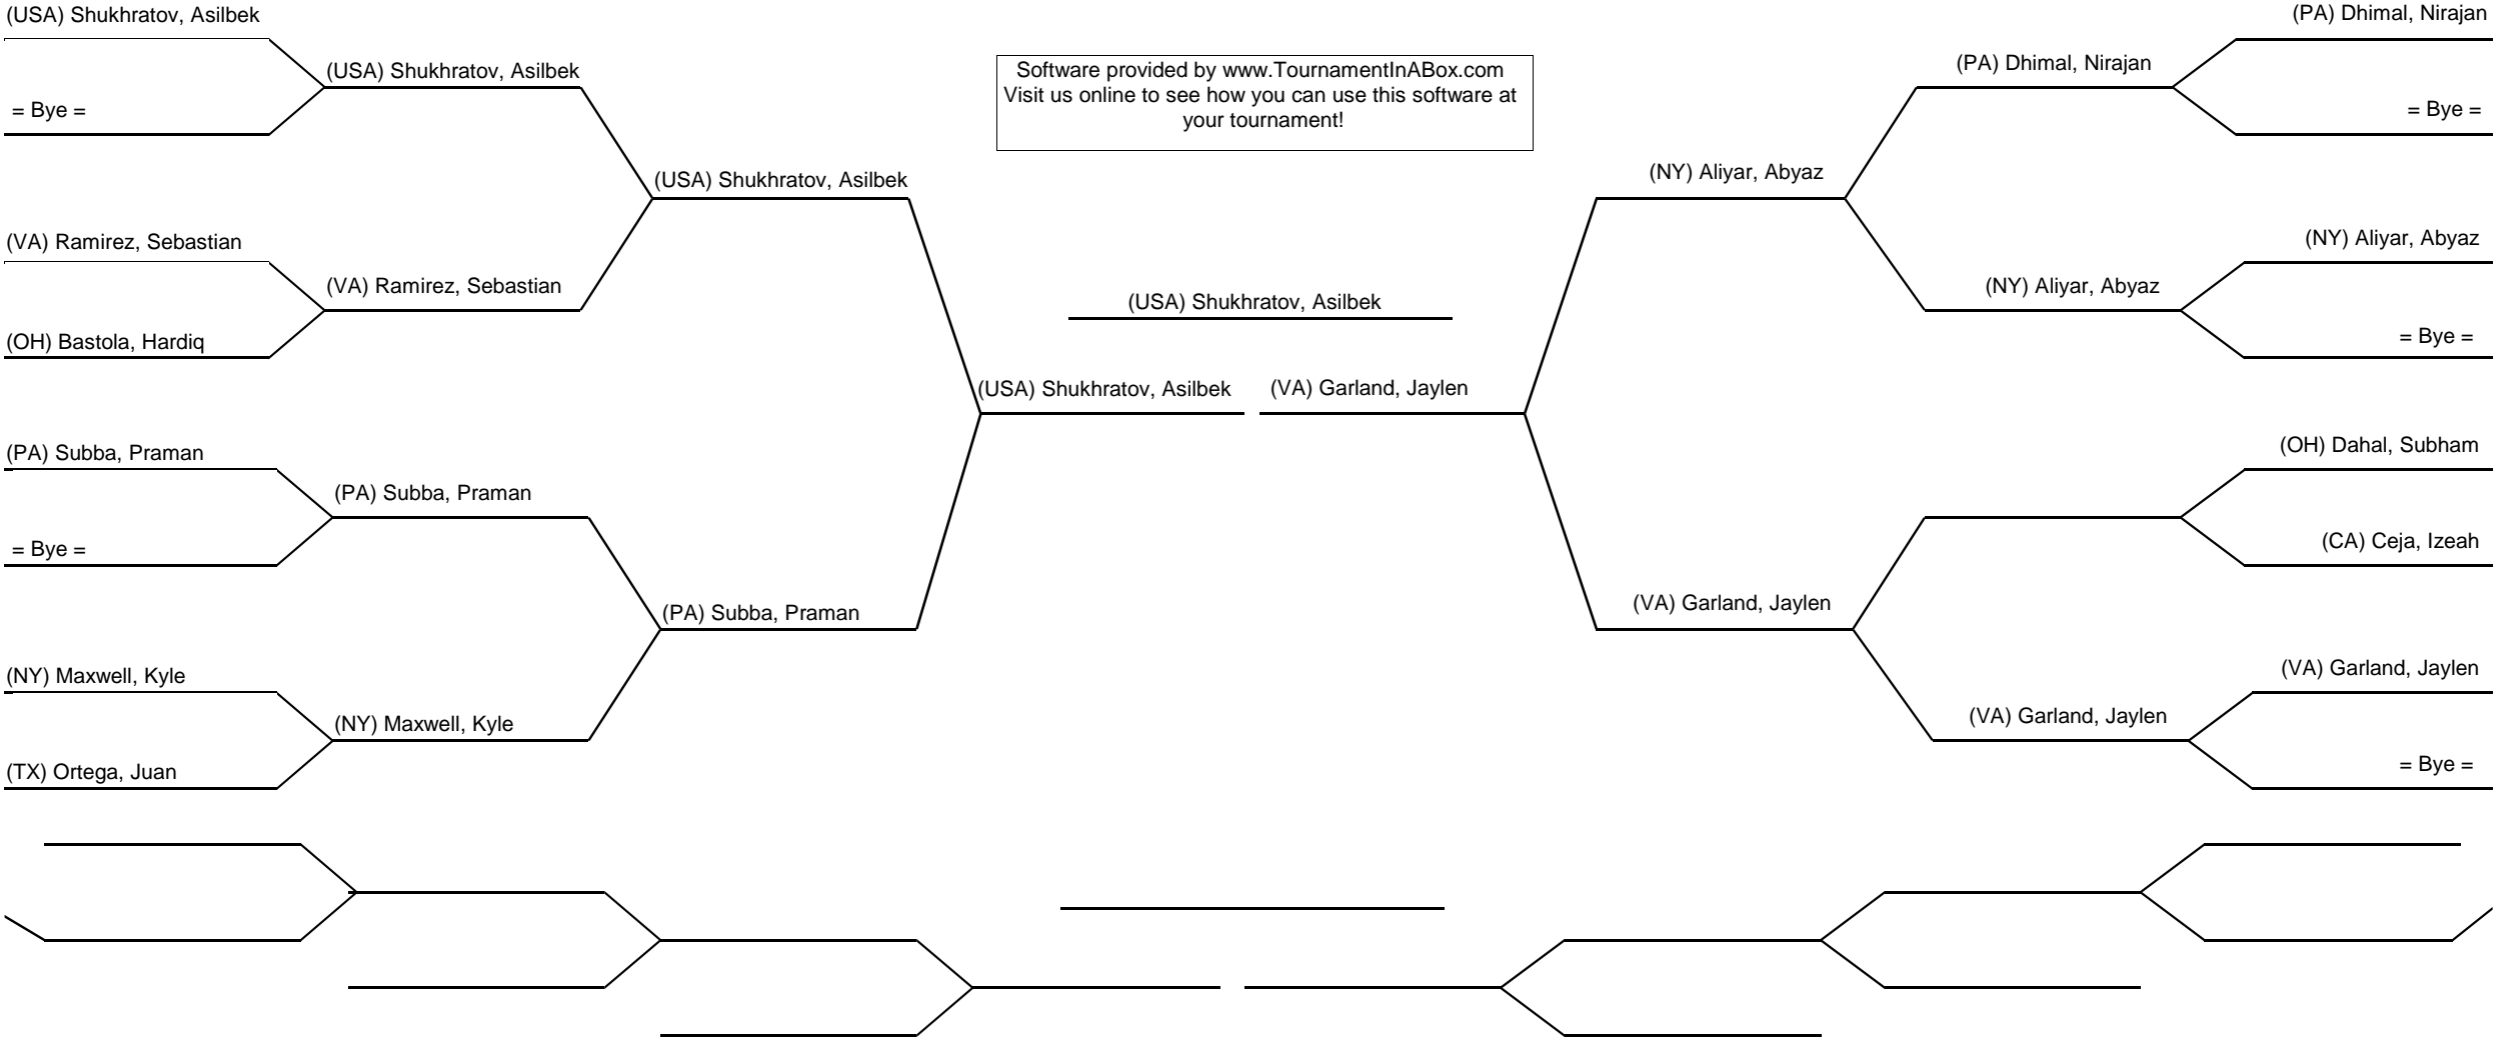 (USA) Shukhratov, Asilbek
(PA) Dhimal, Nirajan
(USA) Shukhratov, Asilbek
Software provided by www.TournamentInABox.com
Visit us online to see how you can use this software at
your tournament!
(PA) Dhimal, Nirajan
= Bye =
= Bye =
(USA) Shukhratov, Asilbek
(NY) Aliyar, Abyaz
(VA) Ramirez, Sebastian
(NY) Aliyar, Abyaz
(VA) Ramirez, Sebastian
(NY) Aliyar, Abyaz
(USA) Shukhratov, Asilbek
(OH) Bastola, Hardiq
= Bye =
(USA) Shukhratov, Asilbek
(VA) Garland, Jaylen
(PA) Subba, Praman
(OH) Dahal, Subham
(PA) Subba, Praman
= Bye =
(CA) Ceja, Izeah
(PA) Subba, Praman
(VA) Garland, Jaylen
(NY) Maxwell, Kyle
(VA) Garland, Jaylen
(NY) Maxwell, Kyle
(VA) Garland, Jaylen
(TX) Ortega, Juan
= Bye =